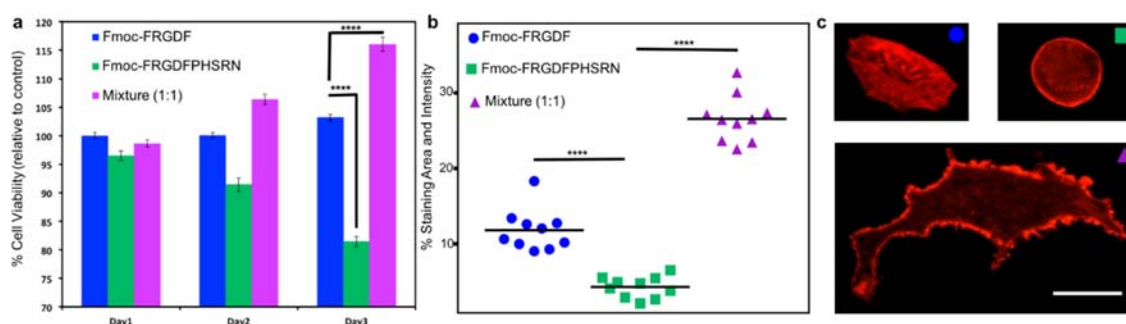 a
% Cell Viability (relative to control)
120
115
110
105
100
95
90
85
80
75
70
Fmoc-FRGDF
Fmoc-FRGDFPHSRN
Mixture (1:1)
****
****
Day1
Day2
Day3
b
% Staining Area and Intensity
30
20
10
Fmoc-FRGDF
Fmoc-FRGDFPHSRN
Mixture (1:1)
****
****
c